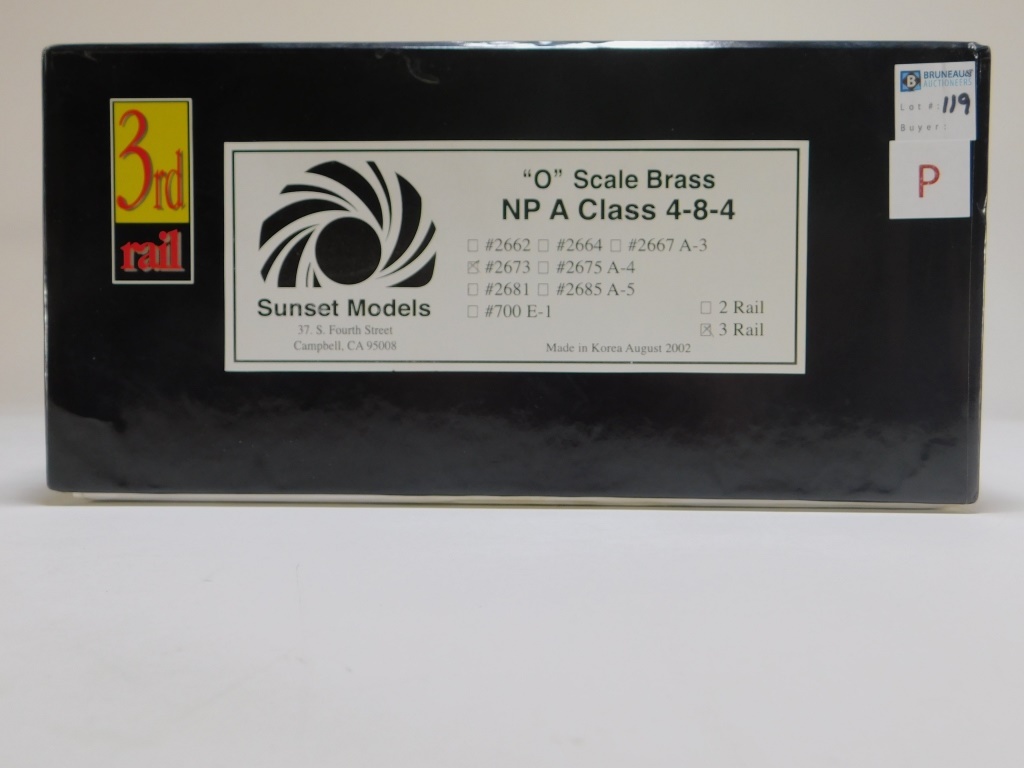 3rd
rail
"O" Scale Brass
NP A Class 4-8-4
#2662 #2664 #2667 A-3
#2673 #2675 A-4
#2681 #2685 A-5
#700 E-1
2 Rail
3 Rail
Made in Korea August 2002
Sunset Models
37. S. Fourth Street
Campbell, CA 95008
B BRUNEAU &
AUCTIONEERS
Lot #: 119
Buyer:
P